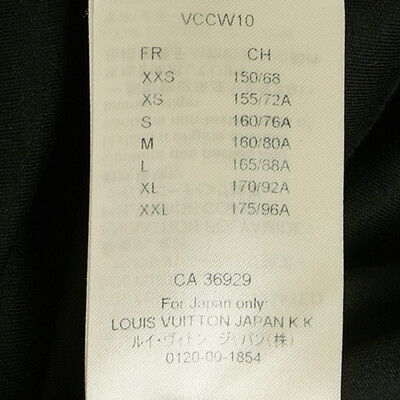 VCCW10
FR CH
XXS 150/68
XS 155/72A
S 160/76A
M 160/80A
L 165/88A
XL 170/92A
XXL 175/96A
CA 36929
For Japan only:
LOUIS VUITTON JAPAN K K
ルイ・ヴィトン ジャパン(株)
0120-00-1854